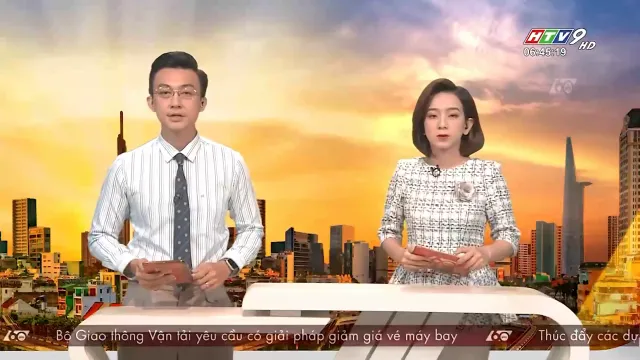 HTV9 HD
06:45:19
Bộ Giao thông Vận tải yêu cầu có giải pháp giảm giá vé máy bay
Thúc đẩy các dự